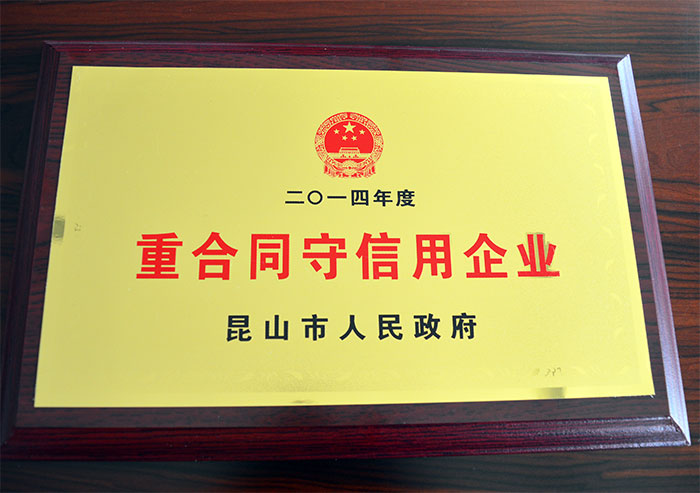 二〇一四年度
重合同守信用企业
昆山市人民政府